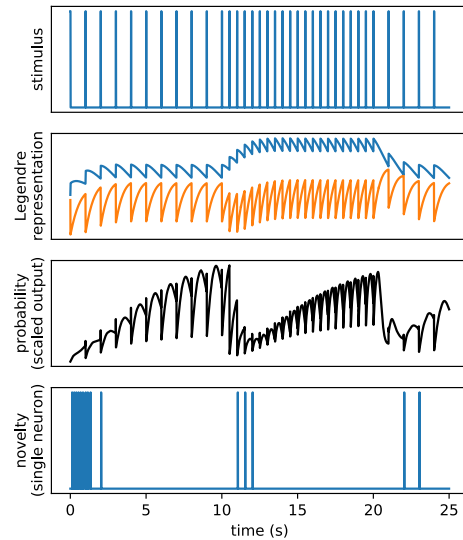 stimulus
Legendre
representation
probability
(scaled output)
novelty
(single neuron)
0 5 10 15 20 25
time (s)